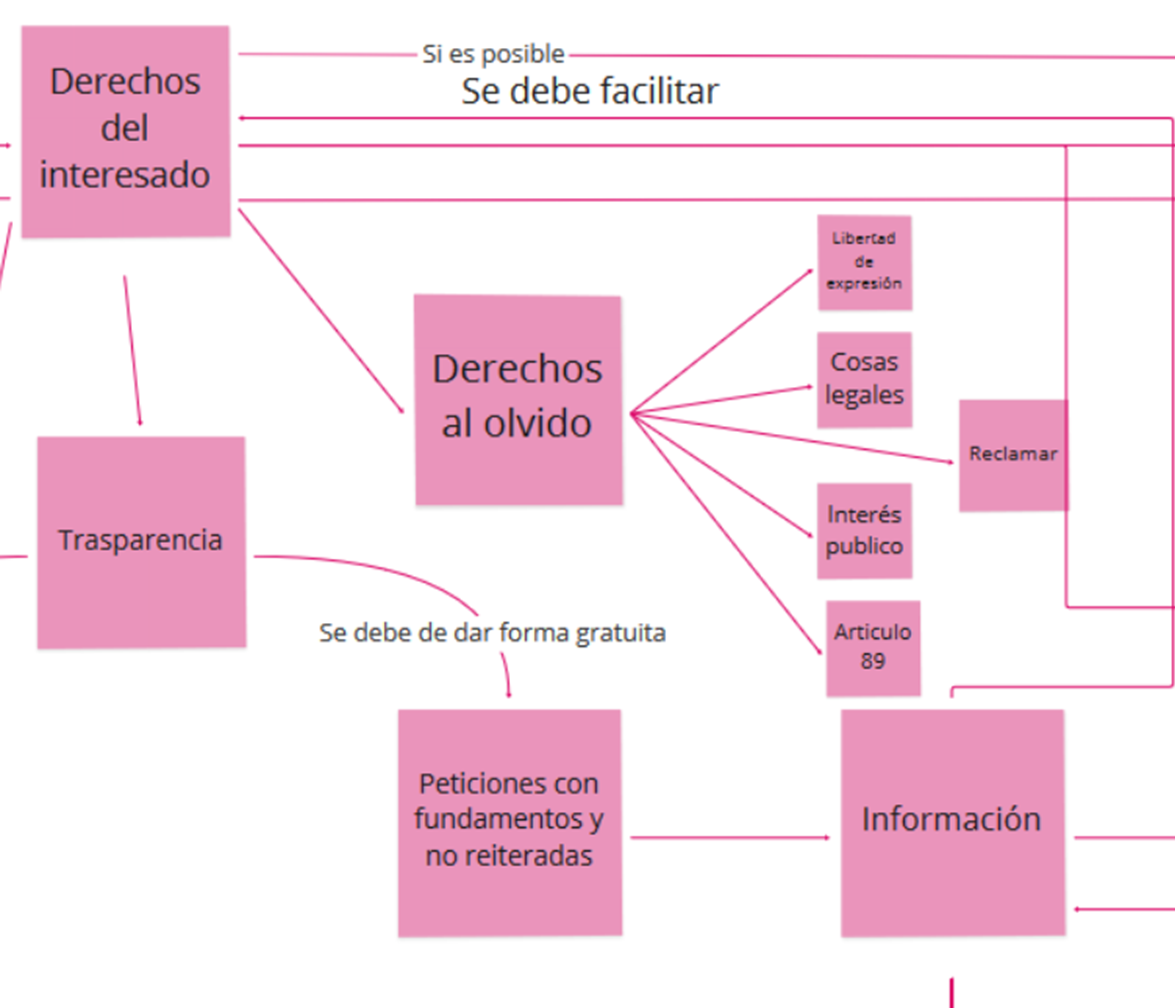 Derechos
del
interesado
Si es posible
Se debe facilitar
Libertad
de
expresión
Derechos
al olvido
Cosas
legales
Reclamar
Interés
publico
Articulo
89
Trasparencia
Se debe de dar forma gratuita
Peticiones con
fundamentos y
no reiteradas
Información